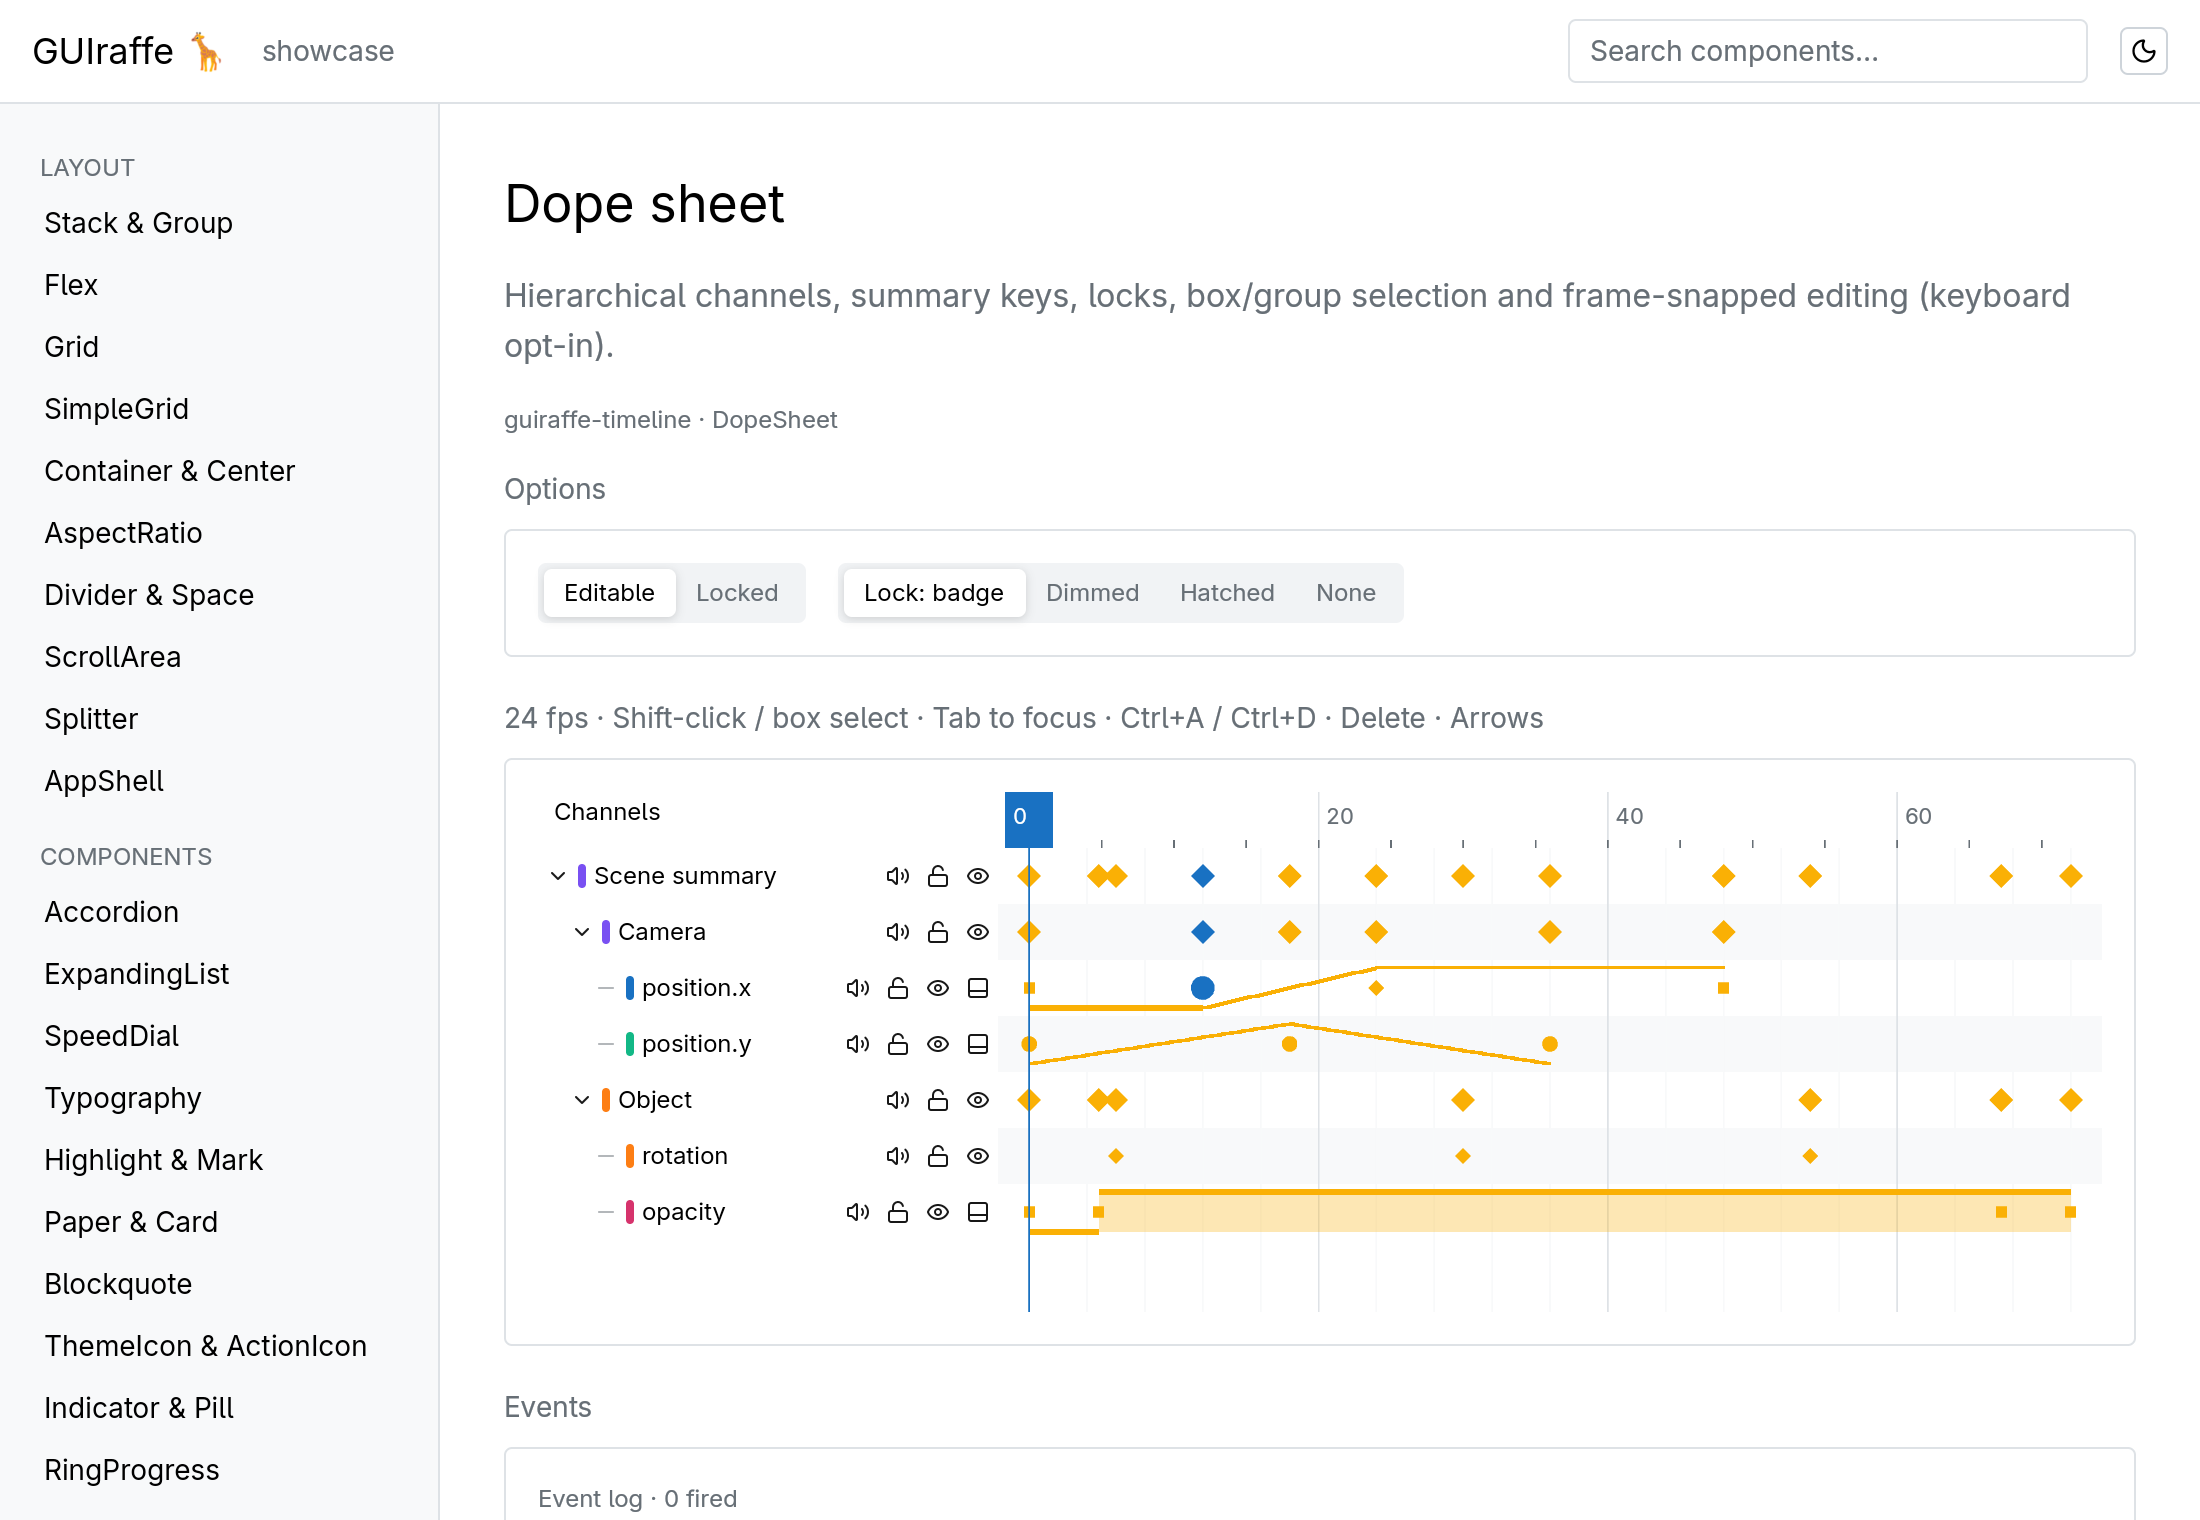 GUIraffe 🦒 showcase Search components...
LAYOUT
Stack & Group
Flex
Grid
SimpleGrid
Container & Center
AspectRatio
Divider & Space
ScrollArea
Splitter
AppShell
COMPONENTS
Accordion
ExpandingList
SpeedDial
Typography
Highlight & Mark
Paper & Card
Blockquote
ThemeIcon & ActionIcon
Indicator & Pill
RingProgress
Dope sheet
Hierarchical channels, summary keys, locks, box/group selection and frame-snapped editing (keyboard
opt-in).
guiraffe-timeline · DopeSheet
Options
Editable Locked Lock: badge Dimmed Hatched None
24 fps · Shift-click / box select · Tab to focus · Ctrl+A / Ctrl+D · Delete · Arrows
Channels 0 20 40 60
Scene summary
Camera
position.x
position.y
Object
rotation
opacity
Events
Event log · 0 fired